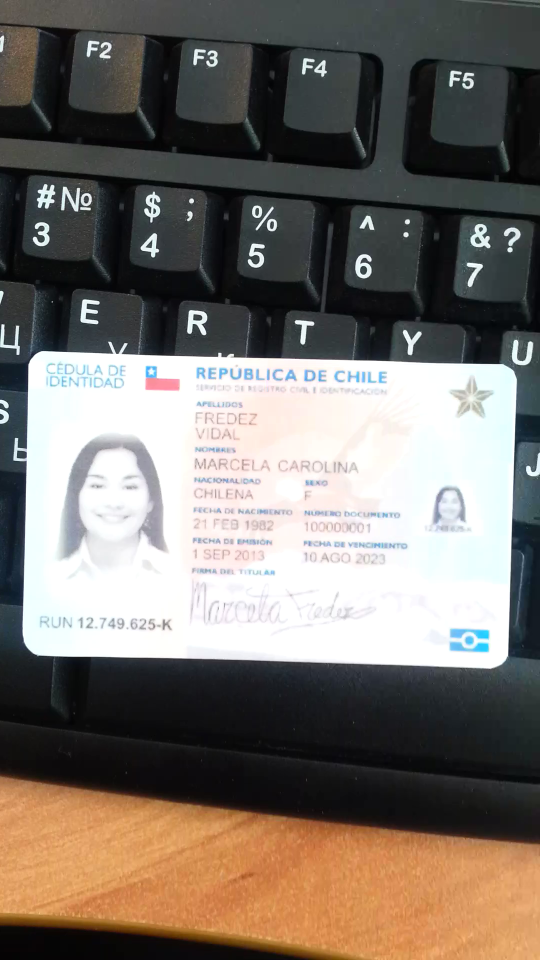 F2
F3
F4
F5
#№
3
$ ;
4
%
5
^ :
6
& ?
7
E
R
T
Y
U
Ц
S
J
CÉDULA DE
IDENTIDAD
REPÚBLICA DE CHILE
SERVICIO DE REGISTRO CIVIL E IDENTIFICACIÓN
APELLIDOS
FREDEZ
VIDAL
NOMBRES
MARCELA CAROLINA
NACIONALIDAD SEXO
CHILENA F
FECHA DE NACIMIENTO NÚMERO DOCUMENTO
21 FEB 1982 100000001
FECHA DE EMISIÓN FECHA DE VENCIMIENTO
1 SEP 2013 10 AGO 2023
FIRMA DEL TITULAR
Marcela Fredez
RUN 12.749.625-K
12.749.625-K